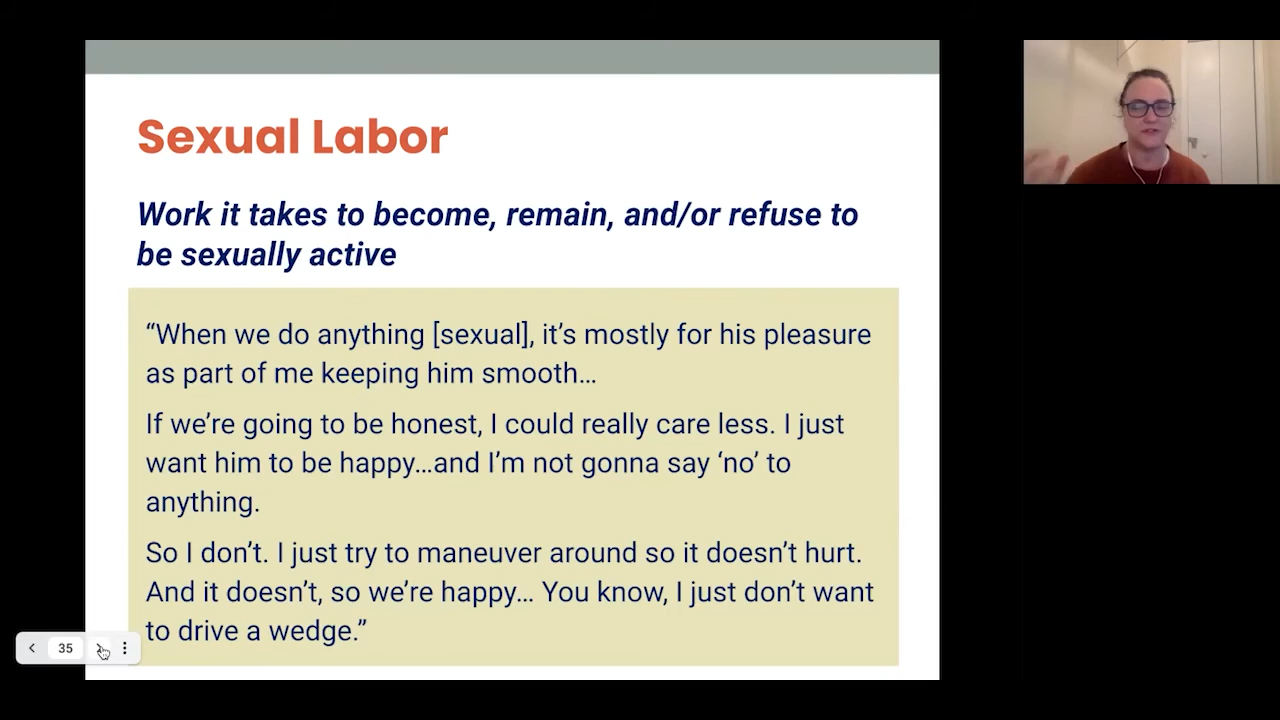 Sexual Labor
Work it takes to become, remain, and/or refuse to
be sexually active
“When we do anything [sexual], it’s mostly for his pleasure
as part of me keeping him smooth…
If we’re going to be honest, I could really care less. I just
want him to be happy…and I’m not gonna say ‘no’ to
anything.
So I don’t. I just try to maneuver around so it doesn’t hurt.
And it doesn’t, so we’re happy… You know, I just don’t want
to drive a wedge.”
35